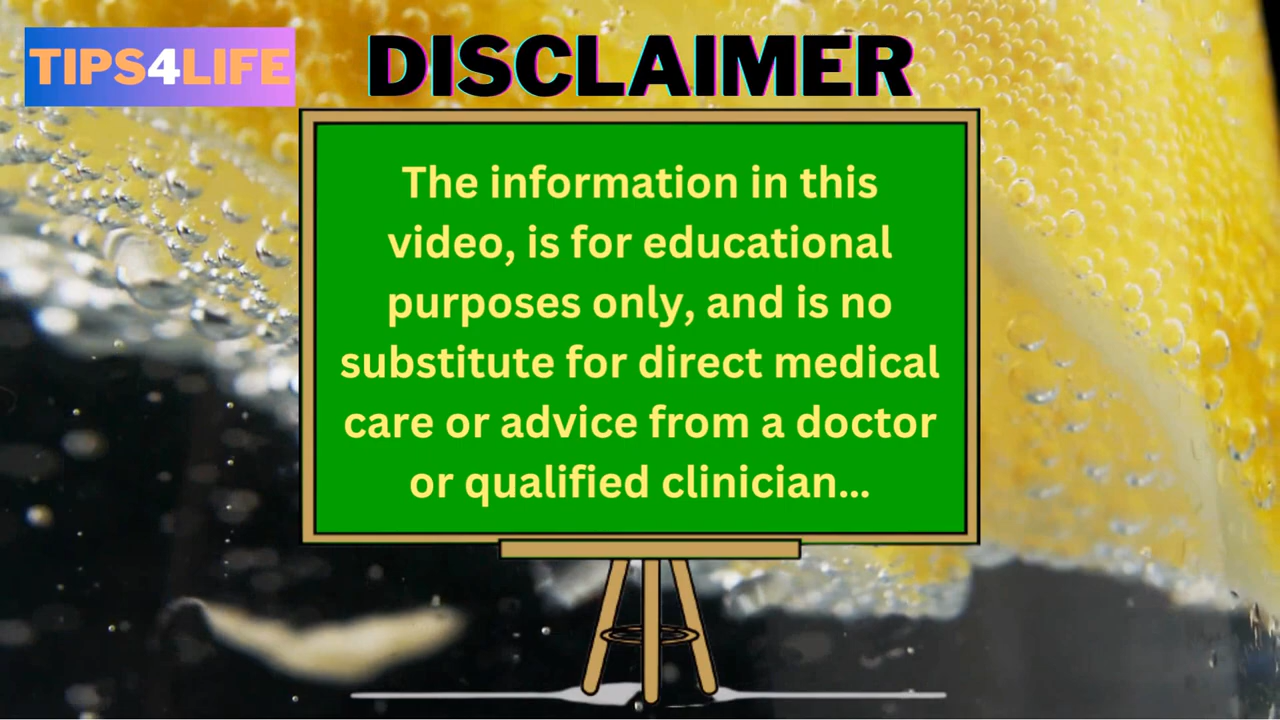 TIPS4LIFE
DISCLAIMER
The information in this
video, is for educational
purposes only, and is no
substitute for direct medical
care or advice from a doctor
or qualified clinician...